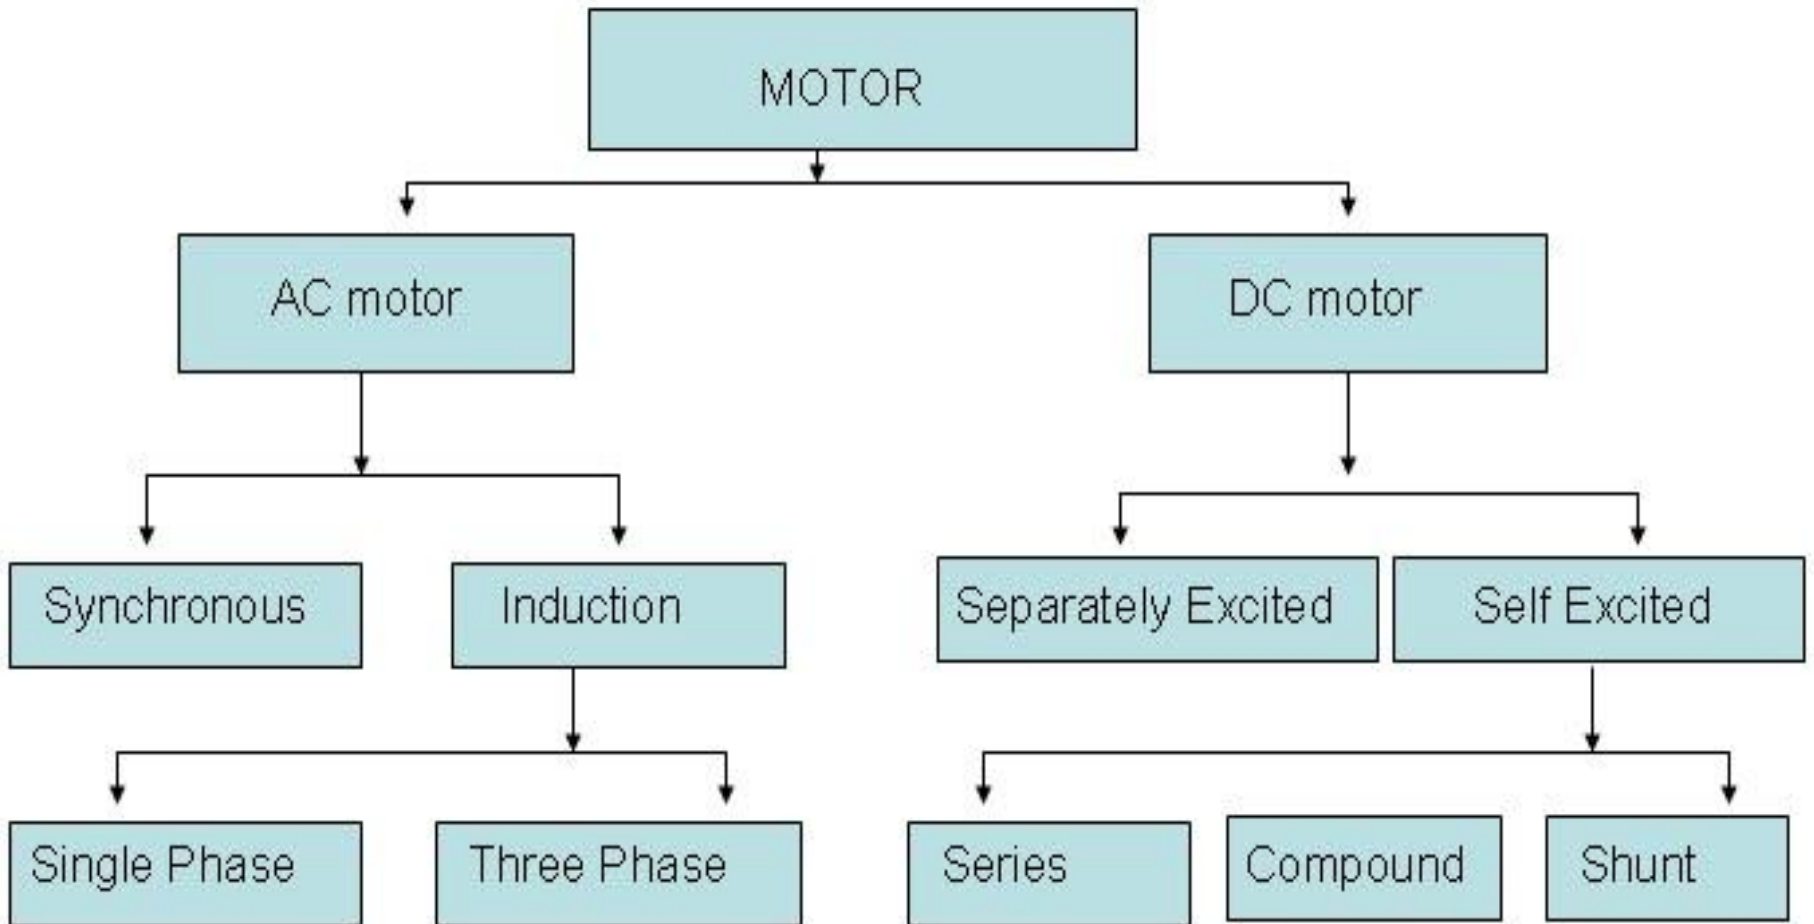 MOTOR
AC motor
DC motor
Synchronous
Induction
Separately Excited
Self Excited
Single Phase
Three Phase
Series
Compound
Shunt